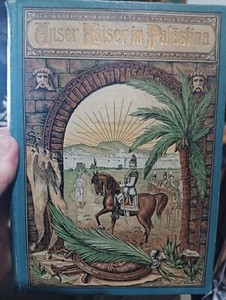 Unser Kaiser in Palästina